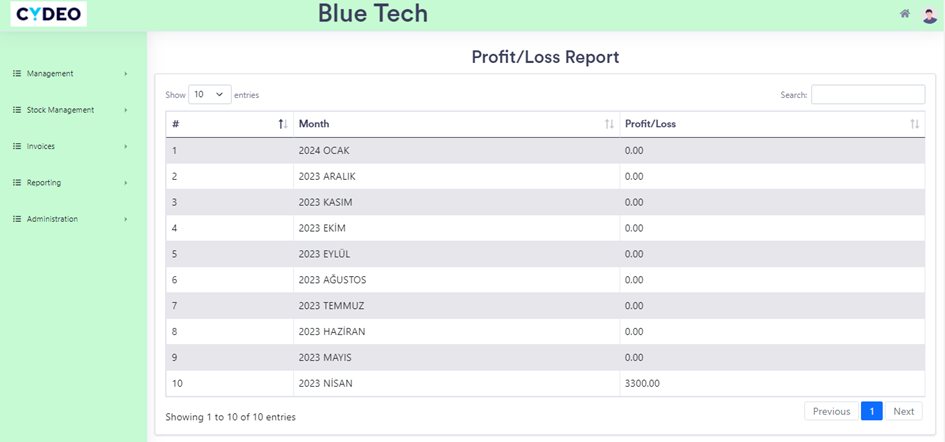 CYDEO Blue Tech
Management
Stock Management
Invoices
Reporting
Administration
Profit/Loss Report
Show 10 entries Search:
# Month Profit/Loss
1 2024 OCAK 0.00
2 2023 ARALIK 0.00
3 2023 KASIM 0.00
4 2023 EKİM 0.00
5 2023 EYLÜL 0.00
6 2023 AĞUSTOS 0.00
7 2023 TEMMUZ 0.00
8 2023 HAZİRAN 0.00
9 2023 MAYIS 0.00
10 2023 NİSAN 3300.00
Showing 1 to 10 of 10 entries Previous 1 Next